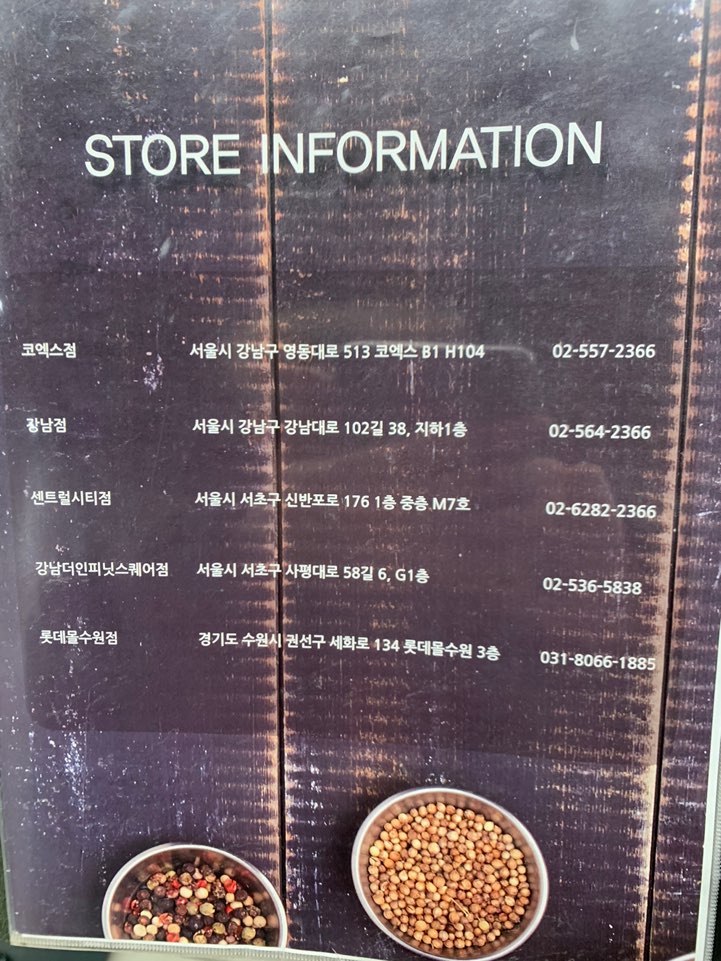 STORE INFORMATION
코엑스점 서울시 강남구 영동대로 513 코엑스 B1 H104 02-557-2366
강남점 서울시 강남구 강남대로 102길 38, 지하1층 02-564-2366
센트럴시티점 서울시 서초구 신반포로 176 1층 중층 M7호 02-6282-2366
강남더인피닛스퀘어점 서울시 서초구 사평대로 58길 6, G1층 02-536-5838
롯데몰수원점 경기도 수원시 권선구 세화로 134 롯데몰수원 3층 031-8066-1885